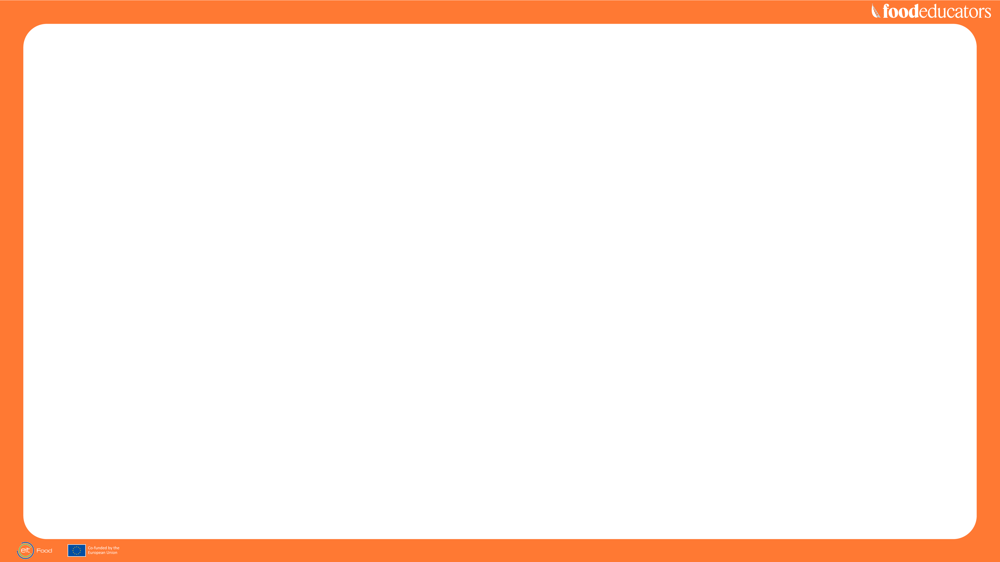 foodeducators
eit Food
Co-funded by the
European Union